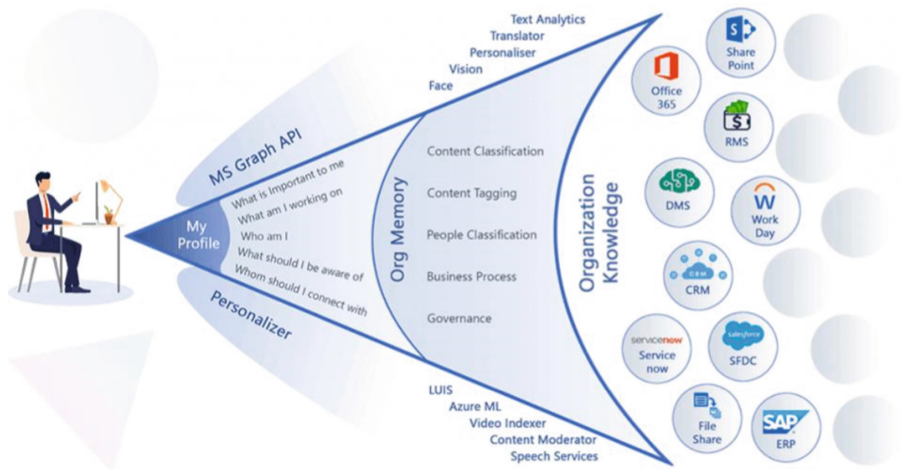 Text Analytics
Translator
Personaliser
Vision
Face
MS Graph API
My
Profile
What is Important to me
What am I working on
Who am I
What should I be aware of
Whom should I connect with
Personalizer
Org Memory
Content Classification
Content Tagging
People Classification
Business Process
Governance
LUIS
Azure ML
Video Indexer
Content Moderator
Speech Services
Organization
Knowledge
S
Share
Point
Office
365
$
RMS
DMS
W
Work
Day
CRM
CRM
servicenow
Service
now
salesforce
SFDC
File
Share
SAP
ERP